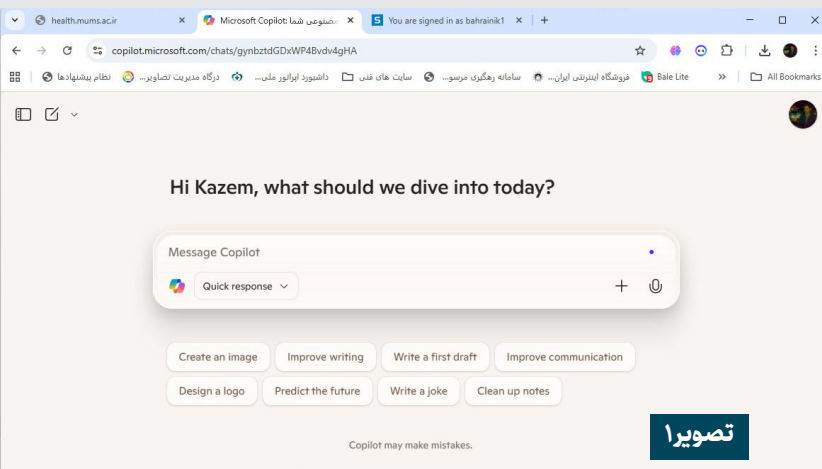 health.mums.ac.ir
Microsoft Copilot: مصنوعی شما
You are signed in as bahrainik1
copilot.microsoft.com/chats/gynbztdGDxWP4Bvdv4gHA
نظام پیشنهادها
درگاه مدیریت تصاویر...
داشبورد اپراتور ملی...
سایت های فنی
سامانه رهگیری مرسو...
فروشگاه اینترنتی ایران...
Bale Lite
»
All Bookmarks
Hi Kazem, what should we dive into today?
Message Copilot
Quick response
Create an image
Improve writing
Write a first draft
Improve communication
Design a logo
Predict the future
Write a joke
Clean up notes
Copilot may make mistakes.
تصویر۱